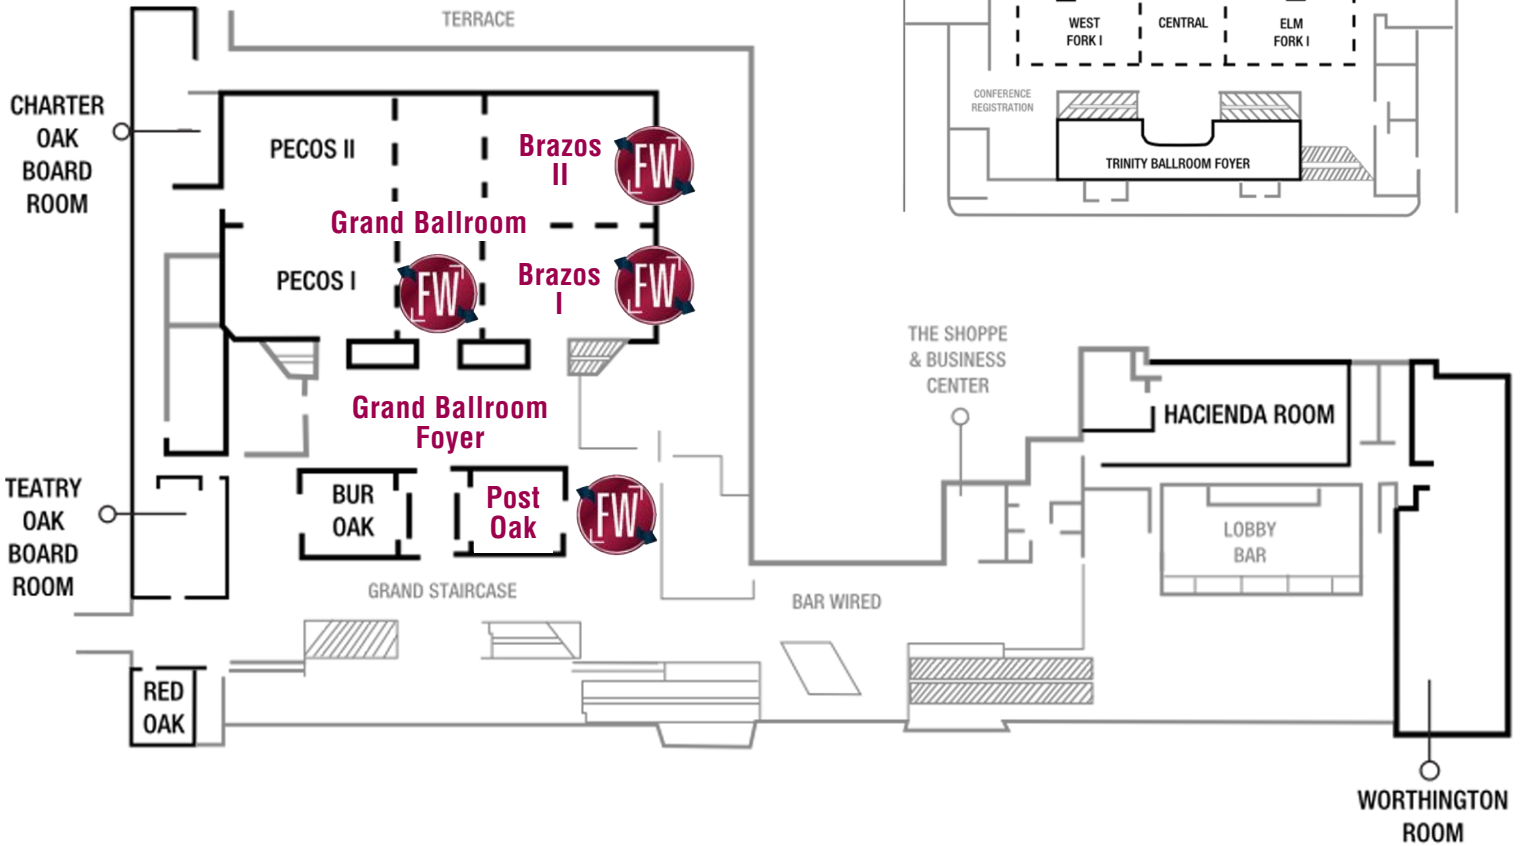 TERRACE
WEST
FORK I
CENTRAL
ELM
FORK I
CONFERENCE
REGISTRATION
TRINITY BALLROOM FOYER
CHARTER
OAK
BOARD
ROOM
PECOS II
Brazos
II
FW
Grand Ballroom
PECOS I
FW
Brazos
I
FW
Grand Ballroom
Foyer
THE SHOPPE
& BUSINESS
CENTER
HACIENDA ROOM
TEATRY
OAK
BOARD
ROOM
BUR
OAK
Post
Oak
FW
LOBBY
BAR
GRAND STAIRCASE
BAR WIRED
RED
OAK
WORTHINGTON
ROOM